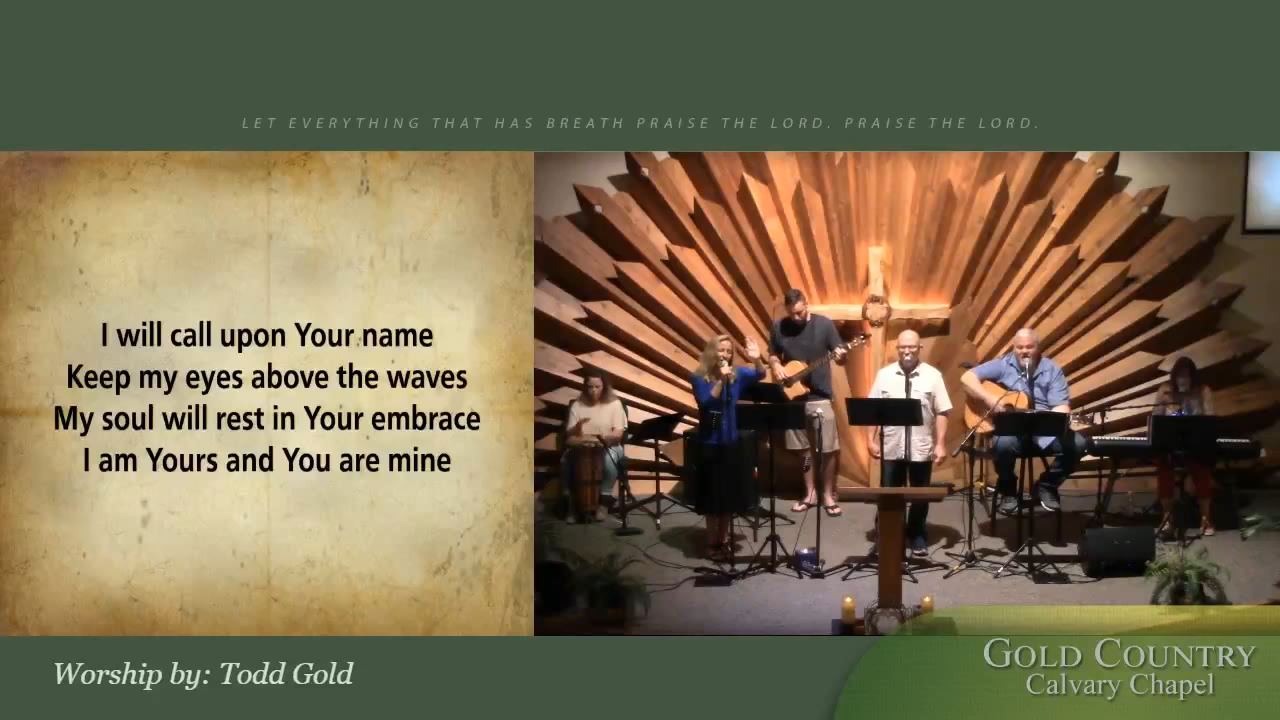 LET EVERYTHING THAT HAS BREATH PRAISE THE LORD. PRAISE THE LORD.
I will call upon Your name
Keep my eyes above the waves
My soul will rest in Your embrace
I am Yours and You are mine
Worship by: Todd Gold
GOLD COUNTRY
Calvary Chapel